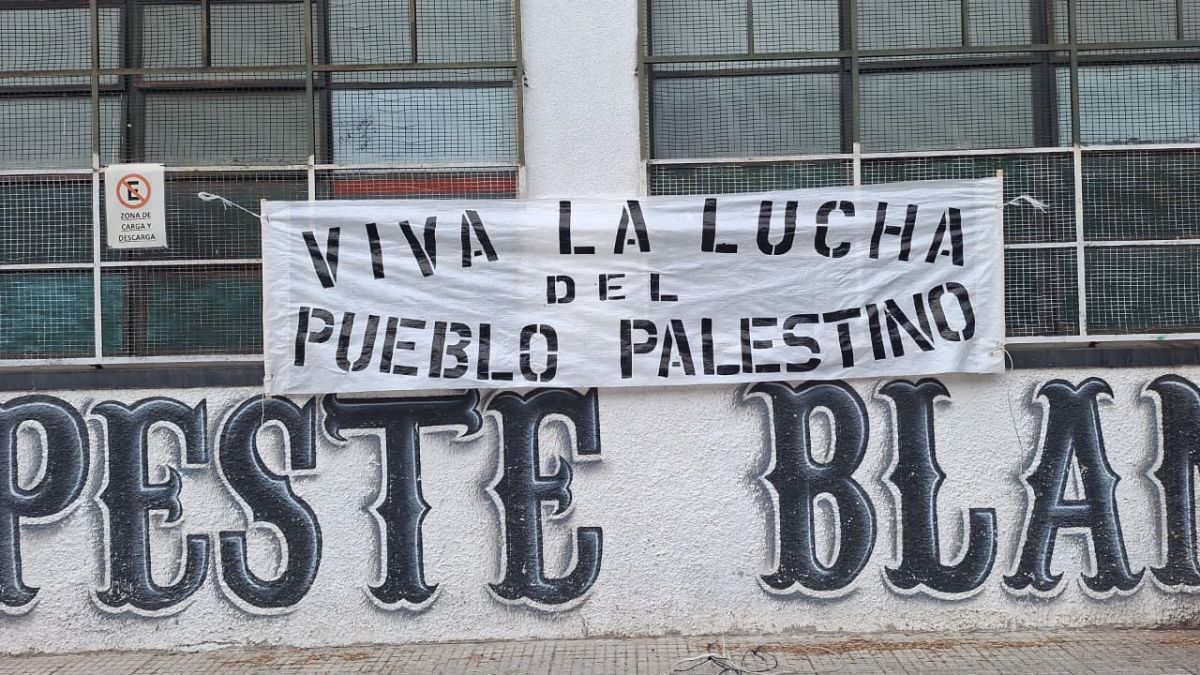 E
ZONA DE
CARGA Y
DESCARGA
VIVA LA LUCHA
DEL
PUEBLO PALESTINO
PESTE BLAN